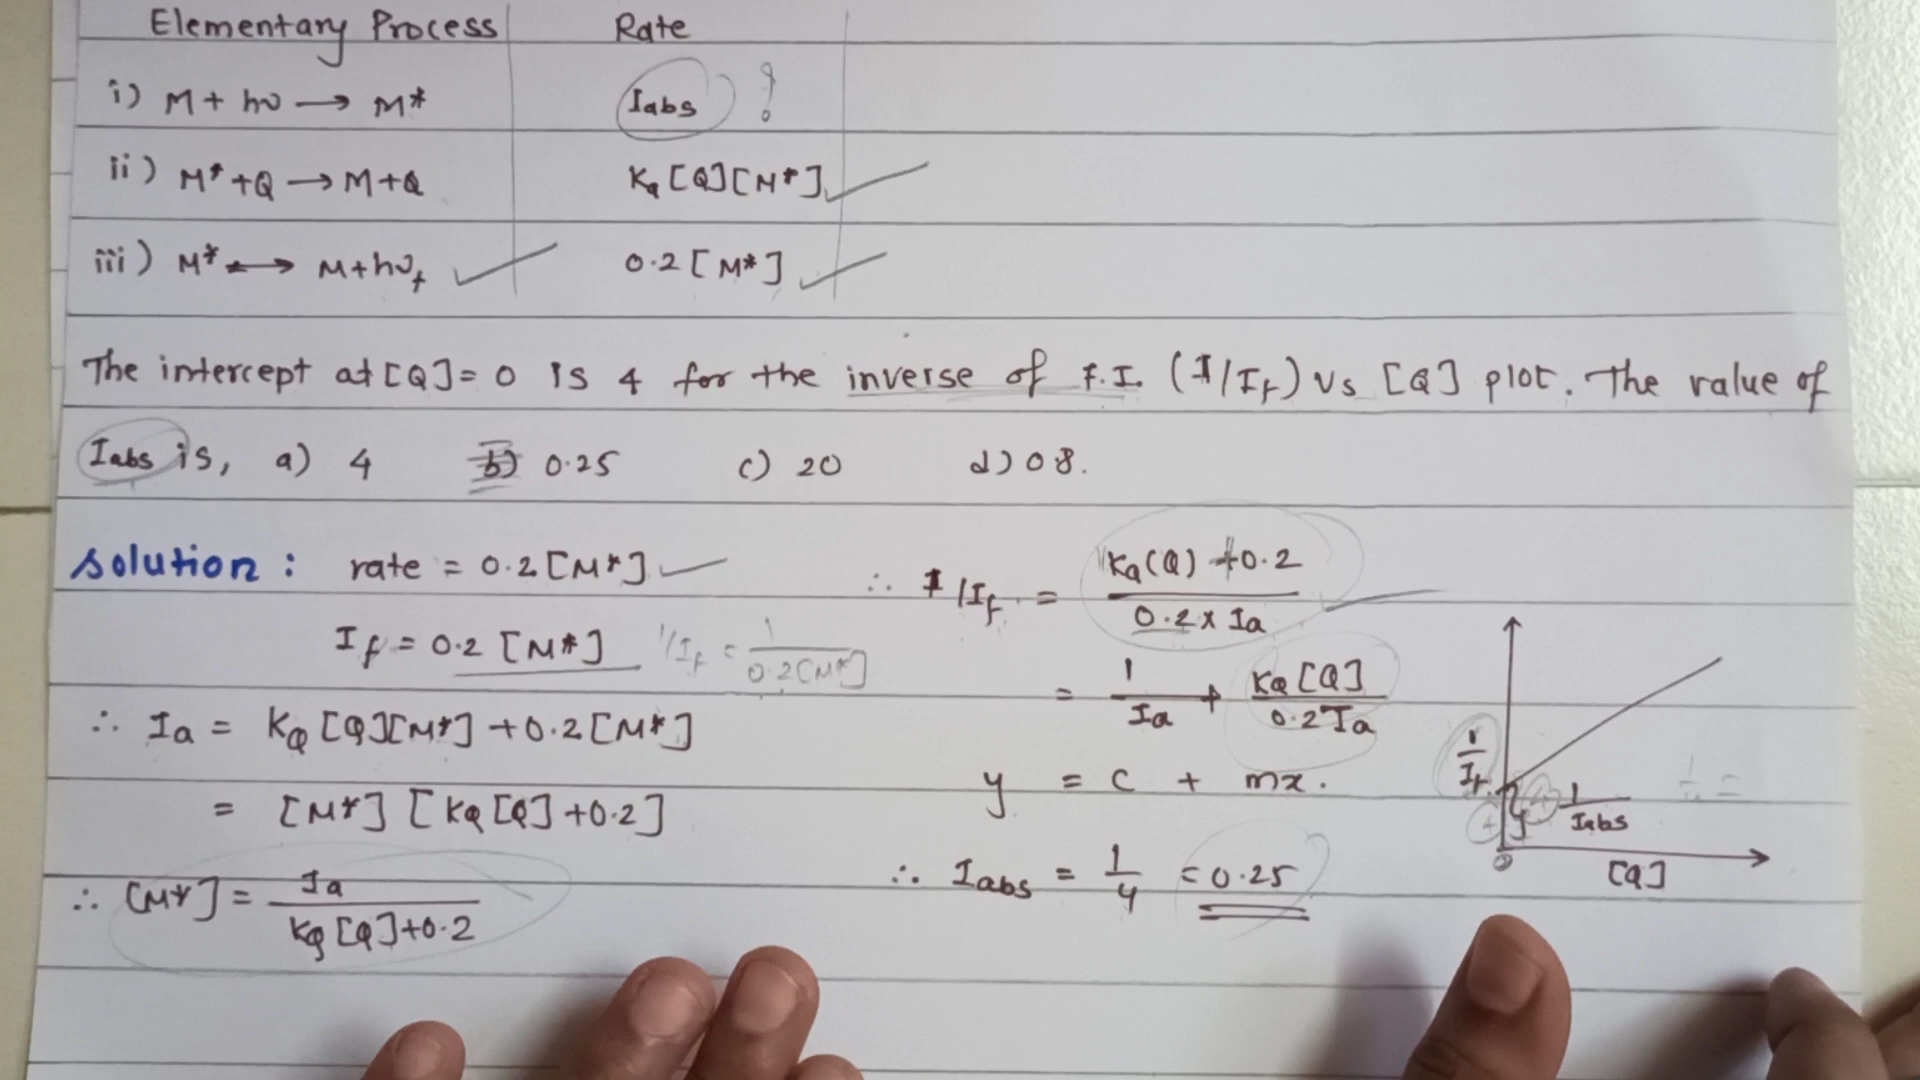 Elementary Process Rate
i) M + hν → M* Iabs ?
ii) M* + Q → M + Q Kq [Q][M*]
iii) M* → M + hνf 0.2 [M*]
The intercept at [Q] = 0 is 4 for the inverse of f.I. (1/If) vs [Q] plot. The value of
Iabs is, a) 4 b) 0.25 c) 20 d) 0 8.
Solution : rate = 0.2 [M*]
If = 0.2 [M*] 1/If = 1/0.2[M*]
∴ Ia = KQ [Q][M*] + 0.2 [M*]
= [M*] [KQ [Q] + 0.2]
∴ [M*] = Ia / KQ [Q] + 0.2
∴ 1/If = KQ(Q) + 0.2 / 0.2 x Ia
= 1/Ia + KQ [Q] / 0.2 Ia
y = c + mx.
∴ Iabs = 1/4 = 0.25
1/If
4
1/Iabs
0
[Q]